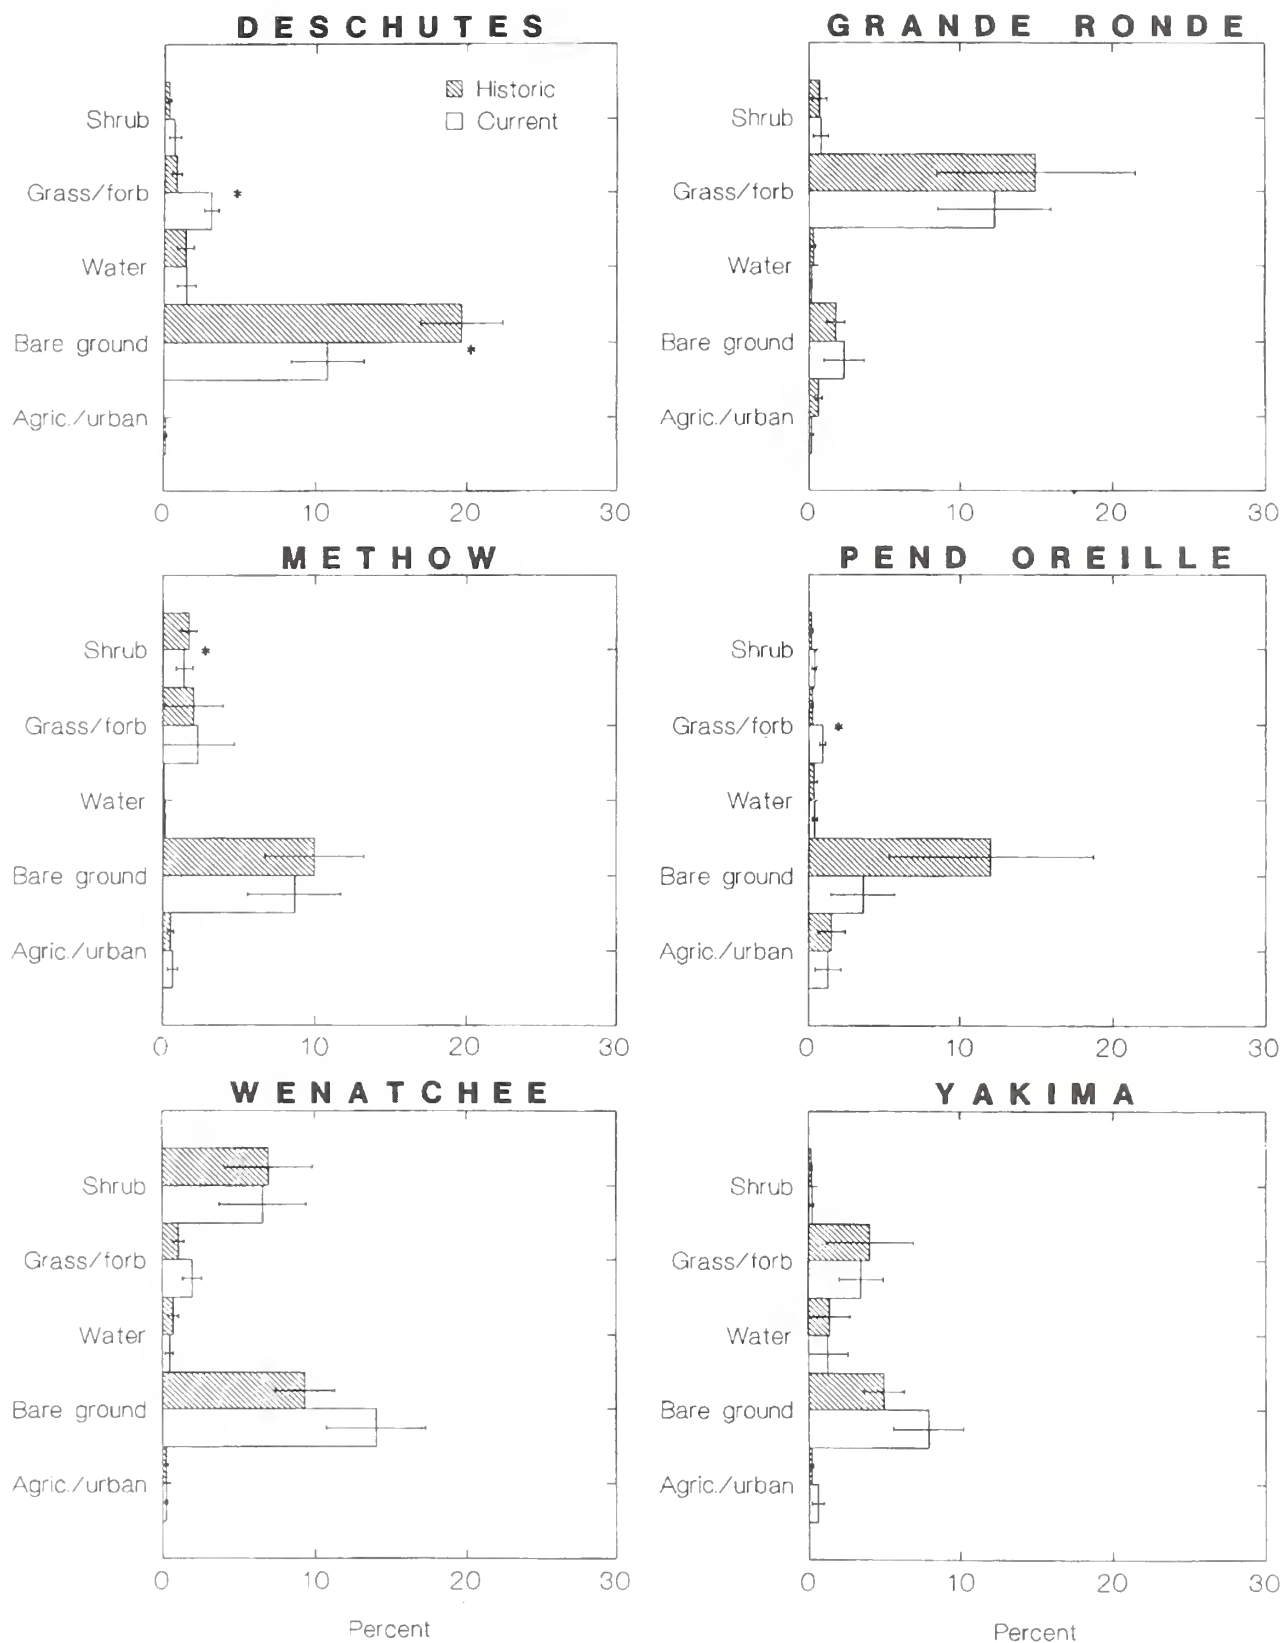 DESCHUTES
Historic
Current
Shrub
Grass/forb
*
Water
Bare ground
*
Agric./urban
0 10 20 30
GRANDE RONDE
Shrub
Grass/forb
Water
Bare ground
Agric./urban
0 10 20 30
METHOW
Shrub
*
Grass/forb
Water
Bare ground
Agric./urban
0 10 20 30
PEND OREILLE
Shrub
Grass/forb
*
Water
Bare ground
Agric./urban
0 10 20 30
WENATCHEE
Shrub
Grass/forb
Water
Bare ground
Agric./urban
0 10 20 30
Percent
YAKIMA
Shrub
Grass/forb
Water
Bare ground
Agric./urban
0 10 20 30
Percent